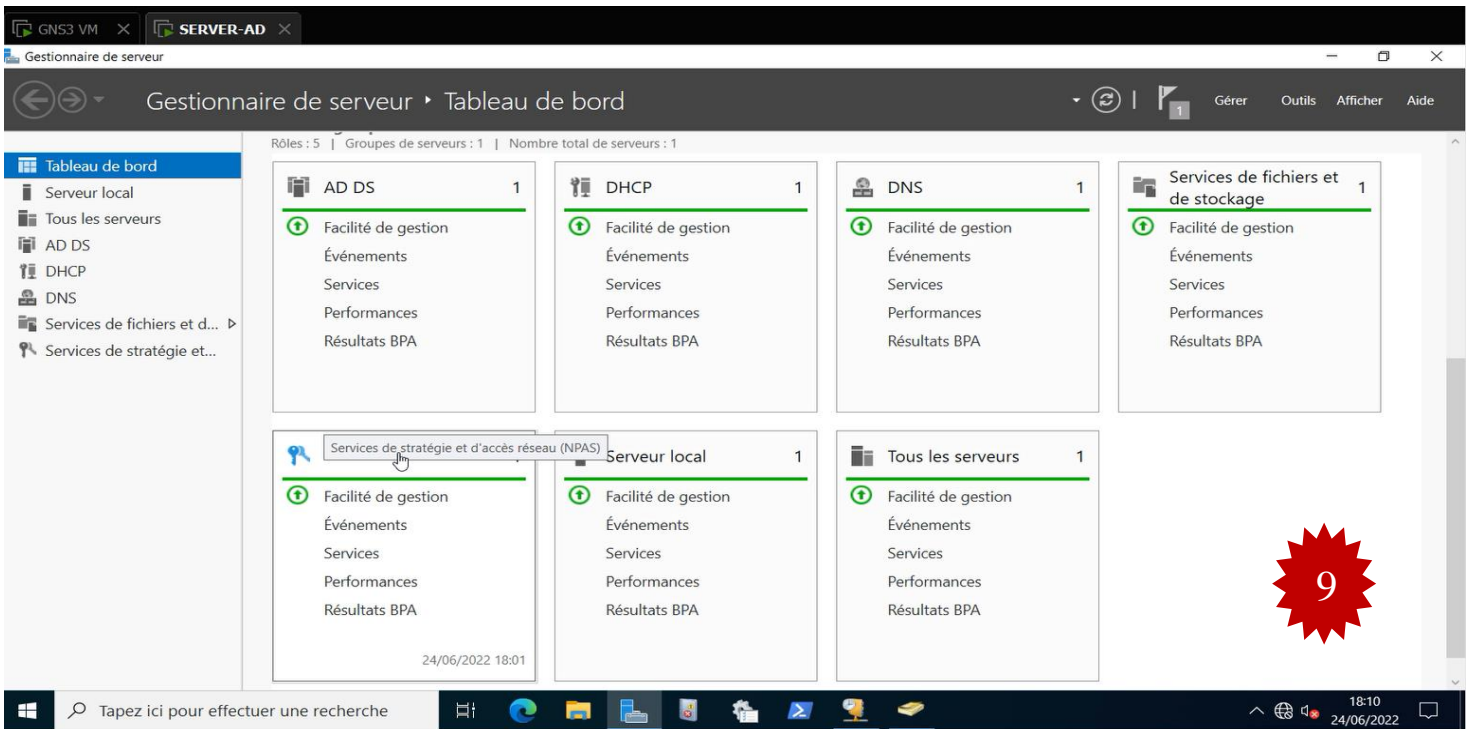 GNS3 VM
SERVER-AD
Gestionnaire de serveur
Gestionnaire de serveur ‣ Tableau de bord
1
Gérer
Outils
Afficher
Aide
Tableau de bord
Serveur local
Tous les serveurs
AD DS
DHCP
DNS
Services de fichiers et d...
Services de stratégie et...
Rôles : 5 | Groupes de serveurs : 1 | Nombre total de serveurs : 1
AD DS 1
Facilité de gestion
Événements
Services
Performances
Résultats BPA
DHCP 1
Facilité de gestion
Événements
Services
Performances
Résultats BPA
DNS 1
Facilité de gestion
Événements
Services
Performances
Résultats BPA
Services de fichiers et
de stockage 1
Facilité de gestion
Événements
Services
Performances
Résultats BPA
Services de stratégie et d'accès réseau (NPAS)
Facilité de gestion
Événements
Services
Performances
Résultats BPA
24/06/2022 18:01
Serveur local 1
Facilité de gestion
Événements
Services
Performances
Résultats BPA
Tous les serveurs 1
Facilité de gestion
Événements
Services
Performances
Résultats BPA
9
Tapez ici pour effectuer une recherche
18:10
24/06/2022